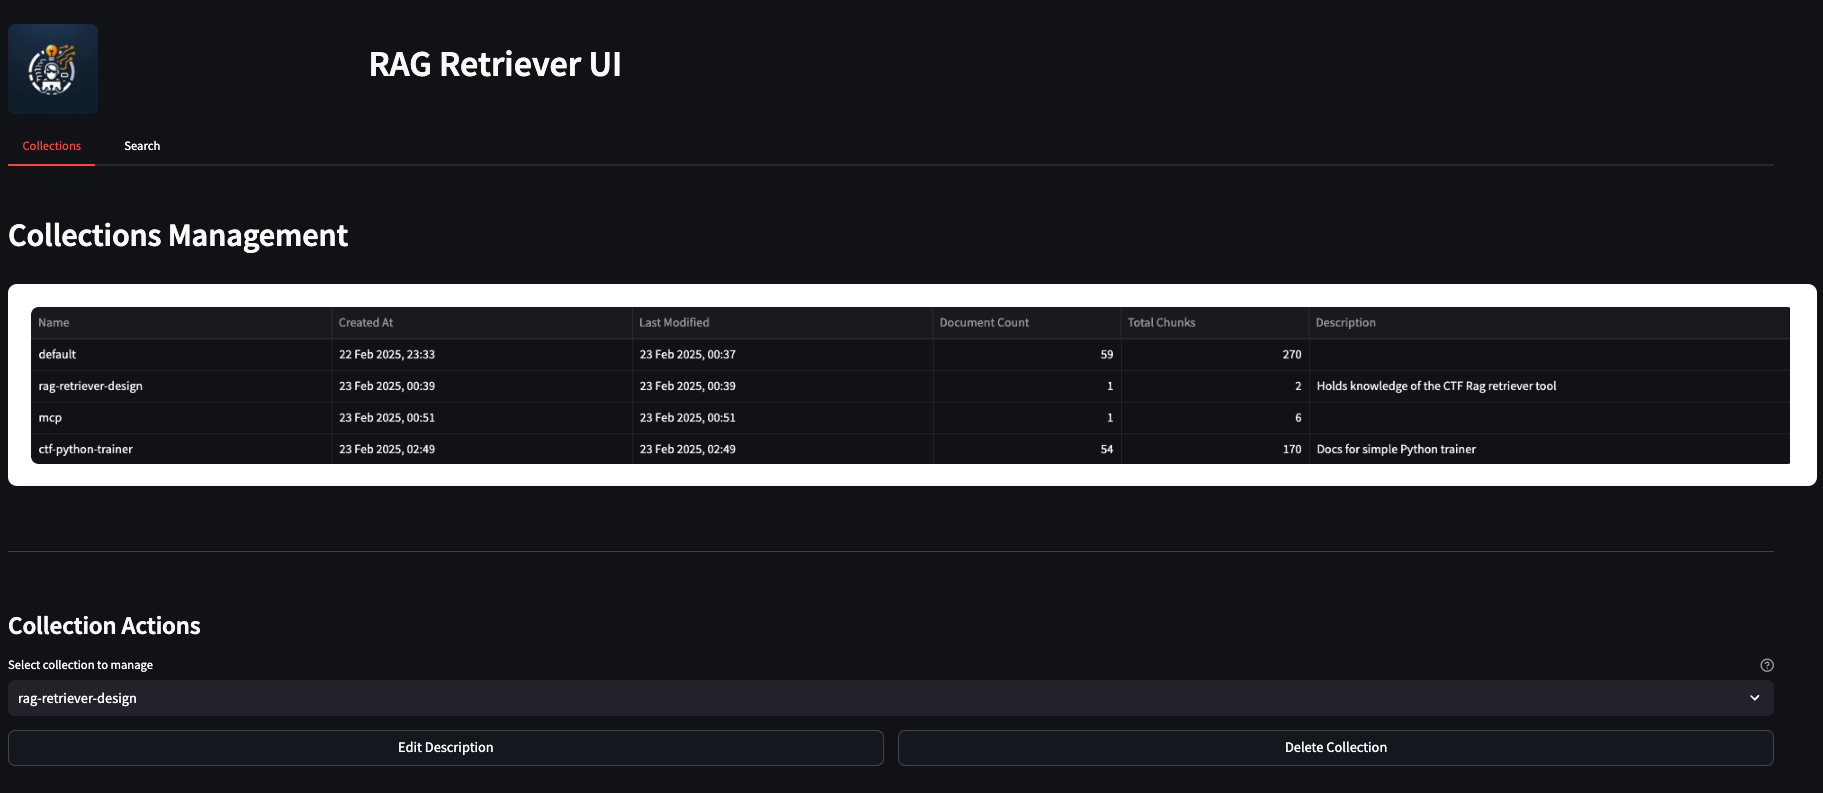 RAG Retriever UI
Collections Search
Collections Management
Name Created At Last Modified Document Count Total Chunks Description
default 22 Feb 2025, 23:33 23 Feb 2025, 00:37 59 270
rag-retriever-design 23 Feb 2025, 00:39 23 Feb 2025, 00:39 1 2 Holds knowledge of the CTF Rag retriever tool
mcp 23 Feb 2025, 00:51 23 Feb 2025, 00:51 1 6
ctf-python-trainer 23 Feb 2025, 02:49 23 Feb 2025, 02:49 54 170 Docs for simple Python trainer
Collection Actions
Select collection to manage
rag-retriever-design
Edit Description Delete Collection